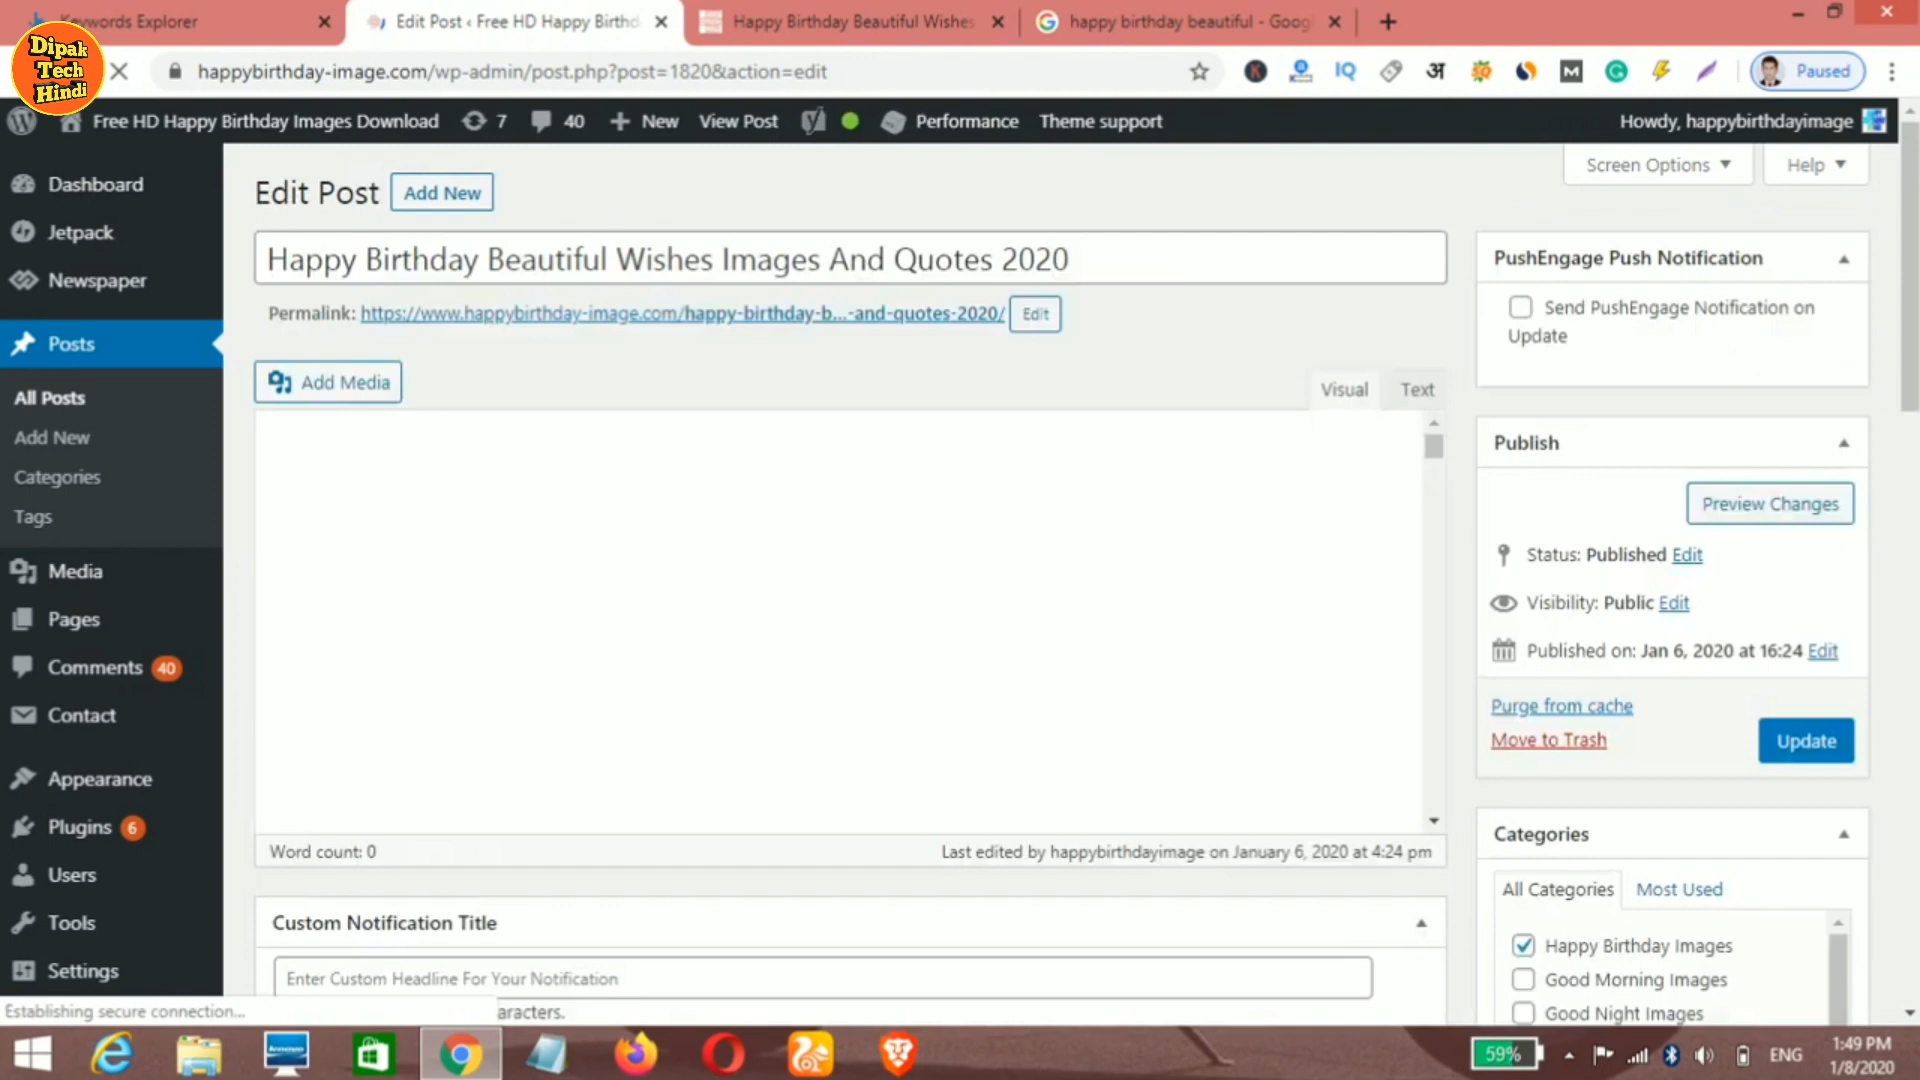 Keywords Explorer
Edit Post ‹ Free HD Happy Birthd
Happy Birthday Beautiful Wishes
happy birthday beautiful - Goog
Dipak
Tech
Hindi
happybirthday-image.com/wp-admin/post.php?post=1820&action=edit
IQ
अ
M
Paused
Free HD Happy Birthday Images Download
7
40
New
View Post
Performance
Theme support
Howdy, happybirthdayimage
Screen Options
Help
Dashboard
Jetpack
Newspaper
Posts
All Posts
Add New
Categories
Tags
Media
Pages
Comments 40
Contact
Appearance
Plugins 6
Users
Tools
Settings
Edit Post
Add New
Happy Birthday Beautiful Wishes Images And Quotes 2020
Permalink: https://www.happybirthday-image.com/happy-birthday-b...-and-quotes-2020/ Edit
Add Media
Visual
Text
Word count: 0
Last edited by happybirthdayimage on January 6, 2020 at 4:24 pm
Custom Notification Title
Enter Custom Headline For Your Notification
aracters.
PushEngage Push Notification
Send PushEngage Notification on
Update
Publish
Preview Changes
Status: Published Edit
Visibility: Public Edit
Published on: Jan 6, 2020 at 16:24 Edit
Purge from cache
Move to Trash
Update
Categories
All Categories
Most Used
Happy Birthday Images
Good Morning Images
Good Night Images
Establishing secure connection...
59%
ENG
1:49 PM
1/8/2020